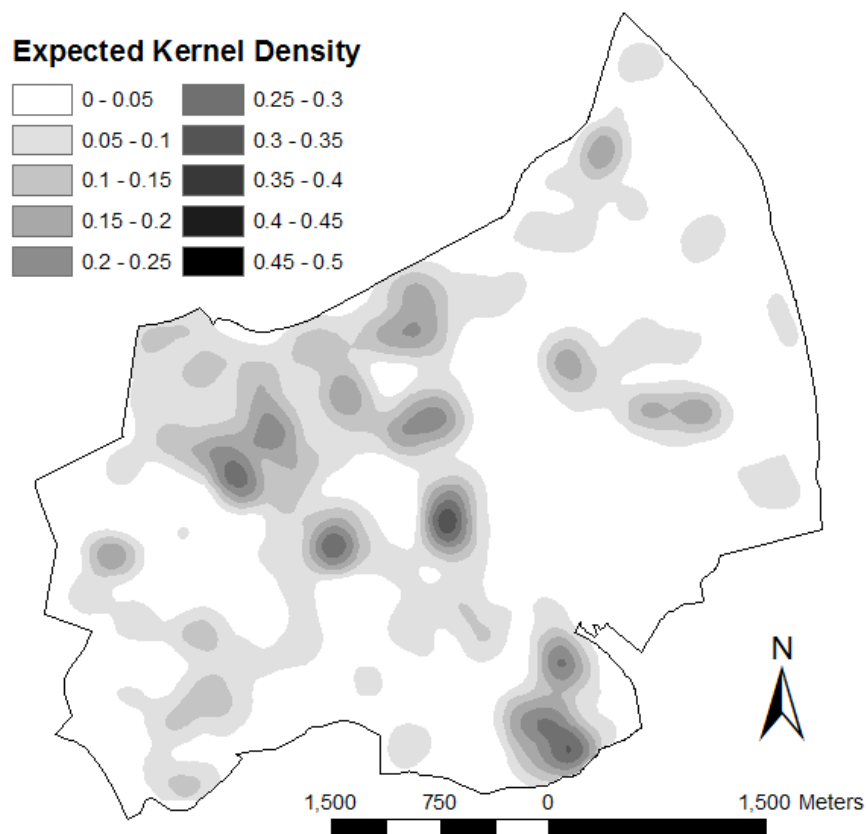 Expected Kernel Density
0 - 0.05 0.25 - 0.3
0.05 - 0.1 0.3 - 0.35
0.1 - 0.15 0.35 - 0.4
0.15 - 0.2 0.4 - 0.45
0.2 - 0.25 0.45 - 0.5
N
1,500 750 0 1,500 Meters